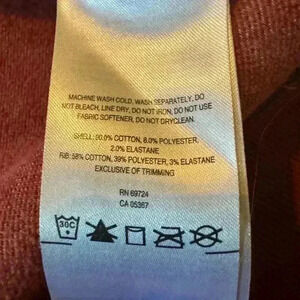 MACHINE WASH COLD, WASH SEPARATELY, DO
NOT BLEACH, LINE DRY, DO NOT IRON, DO NOT USE
FABRIC SOFTENER, DO NOT DRYCLEAN.
SHELL: 90.0% COTTON, 8.0% POLYESTER,
2.0% ELASTANE
RIB: 58% COTTON, 39% POLYESTER, 3% ELASTANE
EXCLUSIVE OF TRIMMING
RN 69724
CA 05367
30C